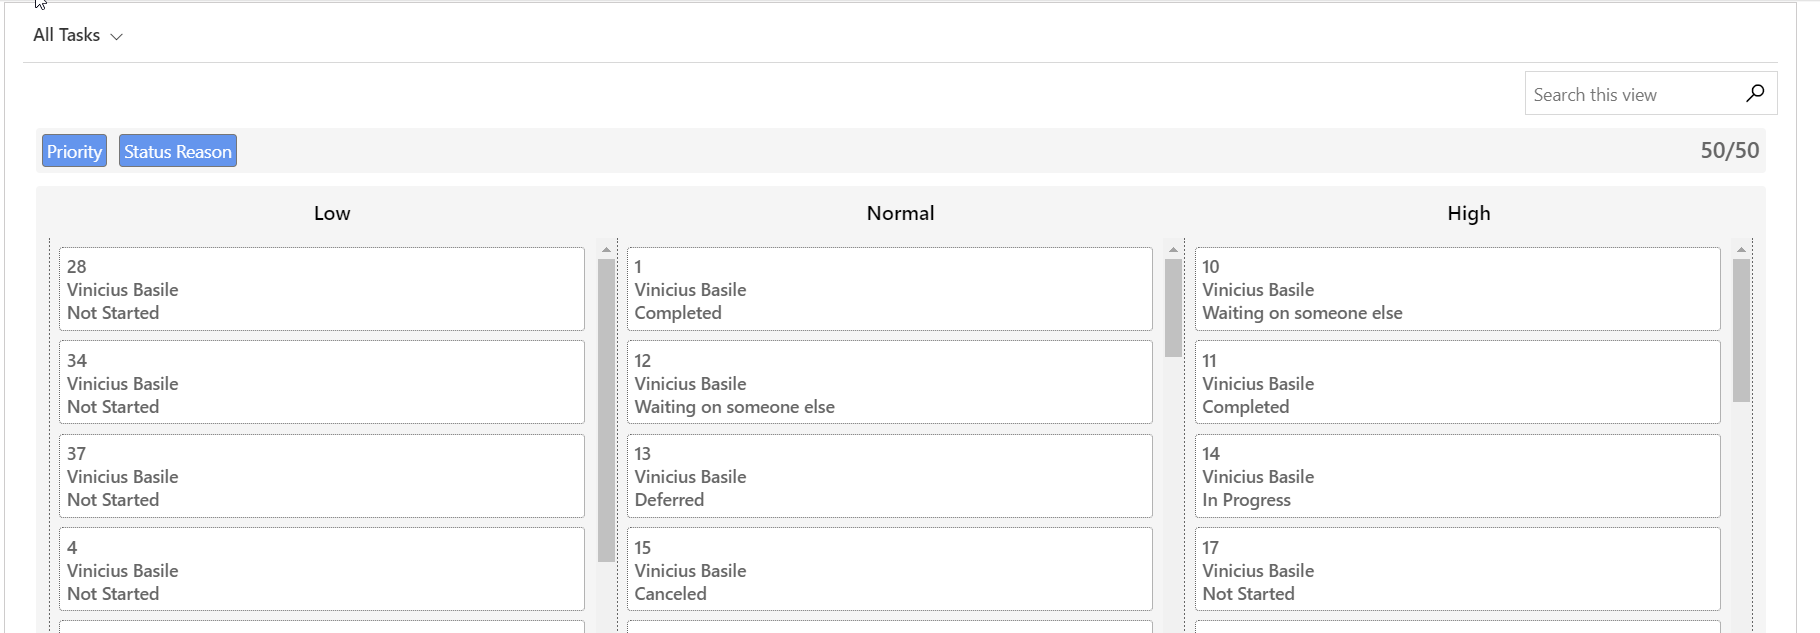 All Tasks
Search this view
Priority Status Reason 50/50
Low Normal High
28
Vinicius Basile
Not Started
34
Vinicius Basile
Not Started
37
Vinicius Basile
Not Started
4
Vinicius Basile
Not Started
1
Vinicius Basile
Completed
12
Vinicius Basile
Waiting on someone else
13
Vinicius Basile
Deferred
15
Vinicius Basile
Canceled
10
Vinicius Basile
Waiting on someone else
11
Vinicius Basile
Completed
14
Vinicius Basile
In Progress
17
Vinicius Basile
Not Started